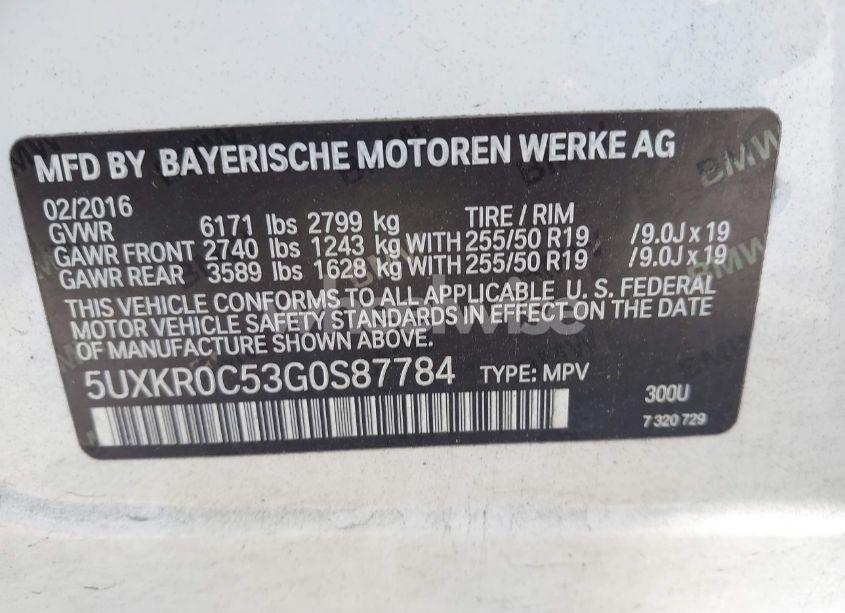 MFD BY BAYERISCHE MOTOREN WERKE AG
02/2016
GVWR 6171 lbs 2799 kg TIRE / RIM
GAWR FRONT 2740 lbs 1243 kg WITH 255/50 R19 /9.0J x 19
GAWR REAR 3589 lbs 1628 kg WITH 255/50 R19 /9.0J x 19
THIS VEHICLE CONFORMS TO ALL APPLICABLE U. S. FEDERAL
MOTOR VEHICLE SAFETY STANDARDS IN EFFECT ON THE DATE
OF MANUFACTURE SHOWN ABOVE.
5UXKR0C53G0S87784 TYPE: MPV
300U
7 320 729
BMW
BMW